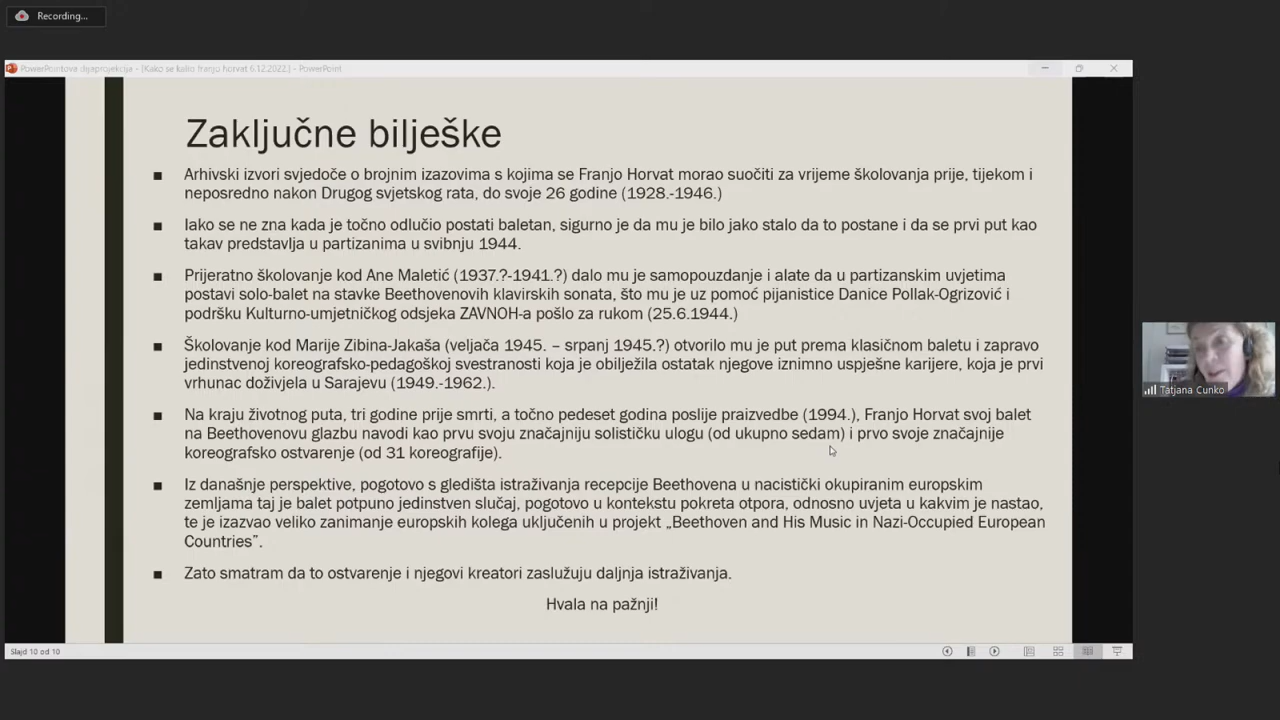 Recording...
PowerPointova dijaprojekcija - [Kako se kalio franjo horvat 6.12.2022.] - PowerPoint
Zaključne bilješke
■ Arhivski izvori svjedoče o brojnim izazovima s kojima se Franjo Horvat morao suočiti za vrijeme školovanja prije, tijekom i
neposredno nakon Drugog svjetskog rata, do svoje 26 godine (1928.-1946.)
■ Iako se ne zna kada je točno odlučio postati baletan, sigurno je da mu je bilo jako stalo da to postane i da se prvi put kao
takav predstavlja u partizanima u svibnju 1944.
■ Prijeratno školovanje kod Ane Maletić (1937.?-1941.?) dalo mu je samopouzdanje i alate da u partizanskim uvjetima
postavi solo-balet na stavke Beethovenovih klavirskih sonata, što mu je uz pomoć pijanistice Danice Pollak-Ogrizović i
podršku Kulturno-umjetničkog odsjeka ZAVNOH-a pošlo za rukom (25.6.1944.)
■ Školovanje kod Marije Zibina-Jakaša (veljača 1945. – srpanj 1945.?) otvorilo mu je put prema klasičnom baletu i zapravo
jedinstvenoj koreografsko-pedagoškoj svestranosti koja je obilježila ostatak njegove iznimno uspješne karijere, koja je prvi
vrhunac doživjela u Sarajevu (1949.-1962.).
■ Na kraju životnog puta, tri godine prije smrti, a točno pedeset godina poslije praizvedbe (1994.), Franjo Horvat svoj balet
na Beethovenovu glazbu navodi kao prvu svoju značajniju solističku ulogu (od ukupno sedam) i prvo svoje značajnije
koreografsko ostvarenje (od 31 koreografije).
■ Iz današnje perspektive, pogotovo s gledišta istraživanja recepcije Beethovena u nacistički okupiranim europskim
zemljama taj je balet potpuno jedinstven slučaj, pogotovo u kontekstu pokreta otpora, odnosno uvjeta u kakvim je nastao,
te je izazvao veliko zanimanje europskih kolega uključenih u projekt „Beethoven and His Music in Nazi-Occupied European
Countries”.
■ Zato smatram da to ostvarenje i njegovi kreatori zaslužuju daljnja istraživanja.
Hvala na pažnji!
Tatjana Cunko
Slajd 10 od 10